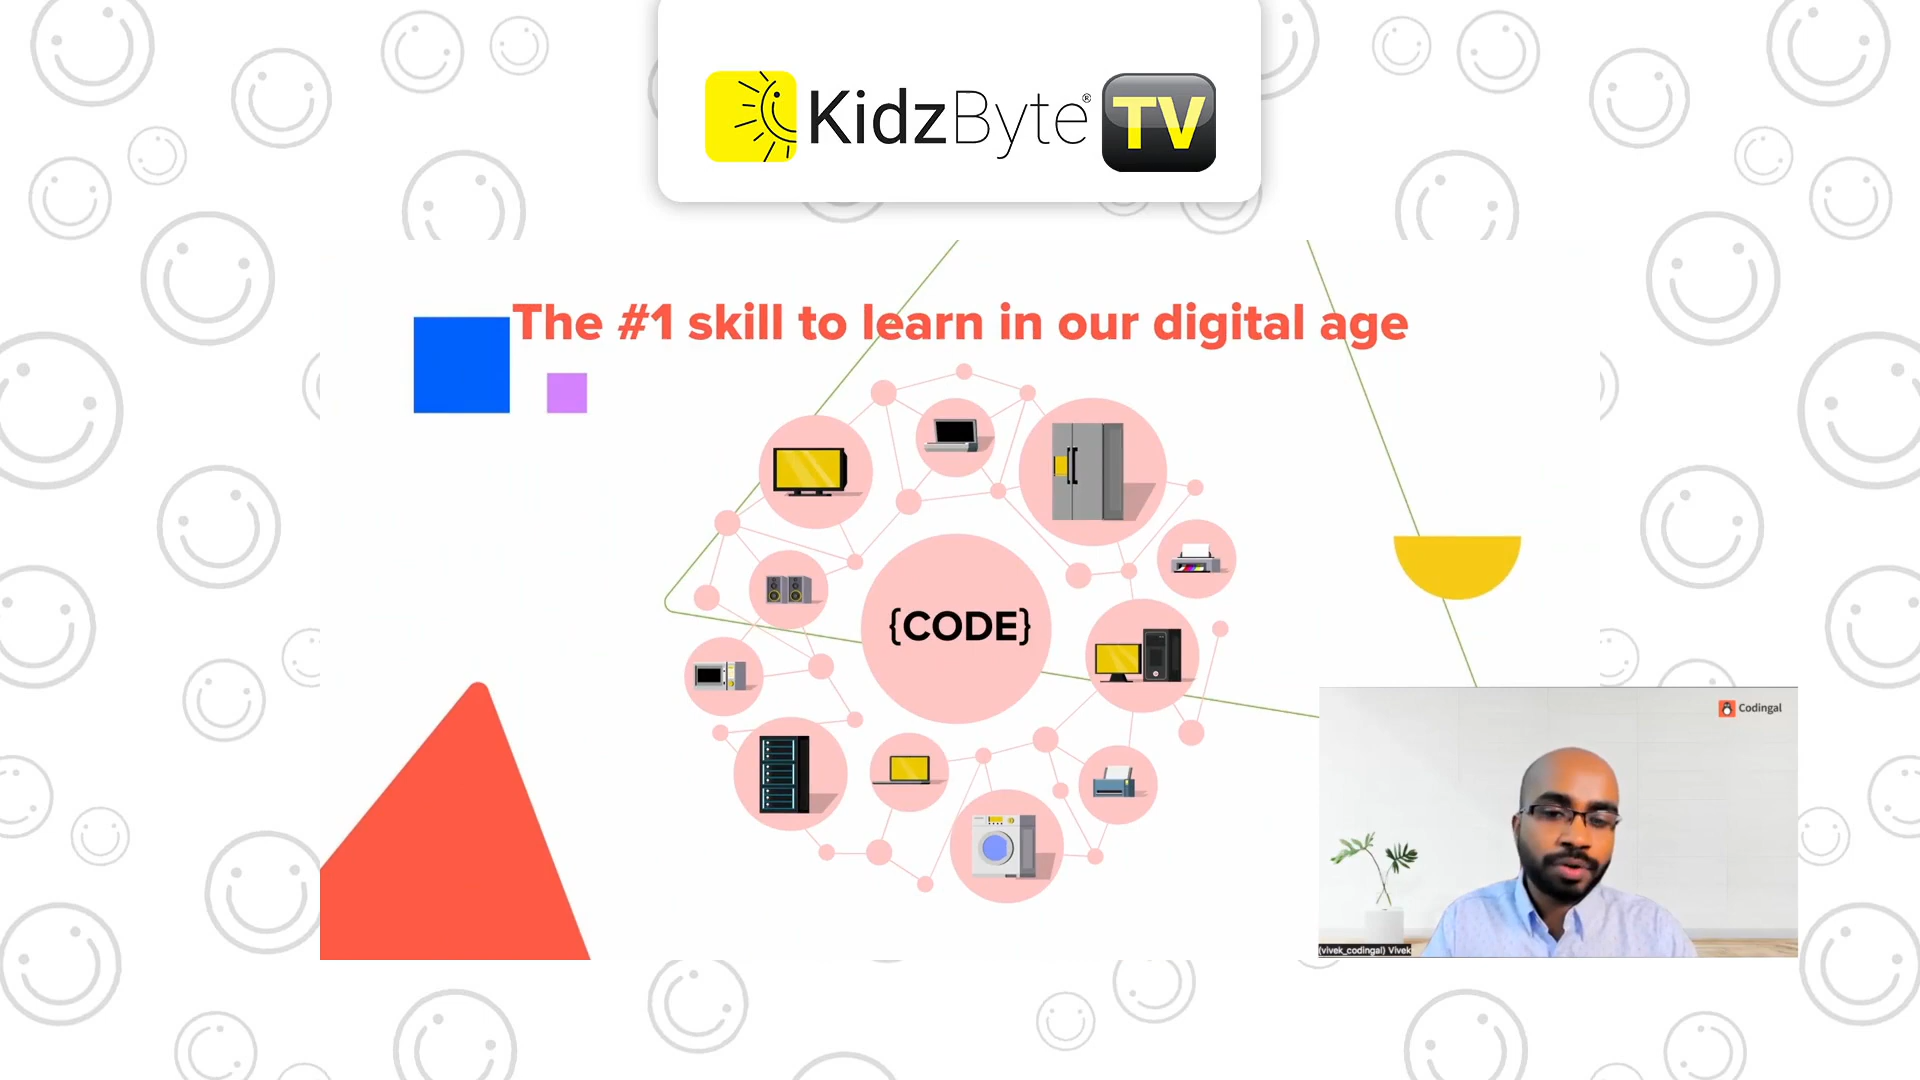 KidzByte® TV
The #1 skill to learn in our digital age
{CODE}
Codingal
(vivek_codingal) Vivek